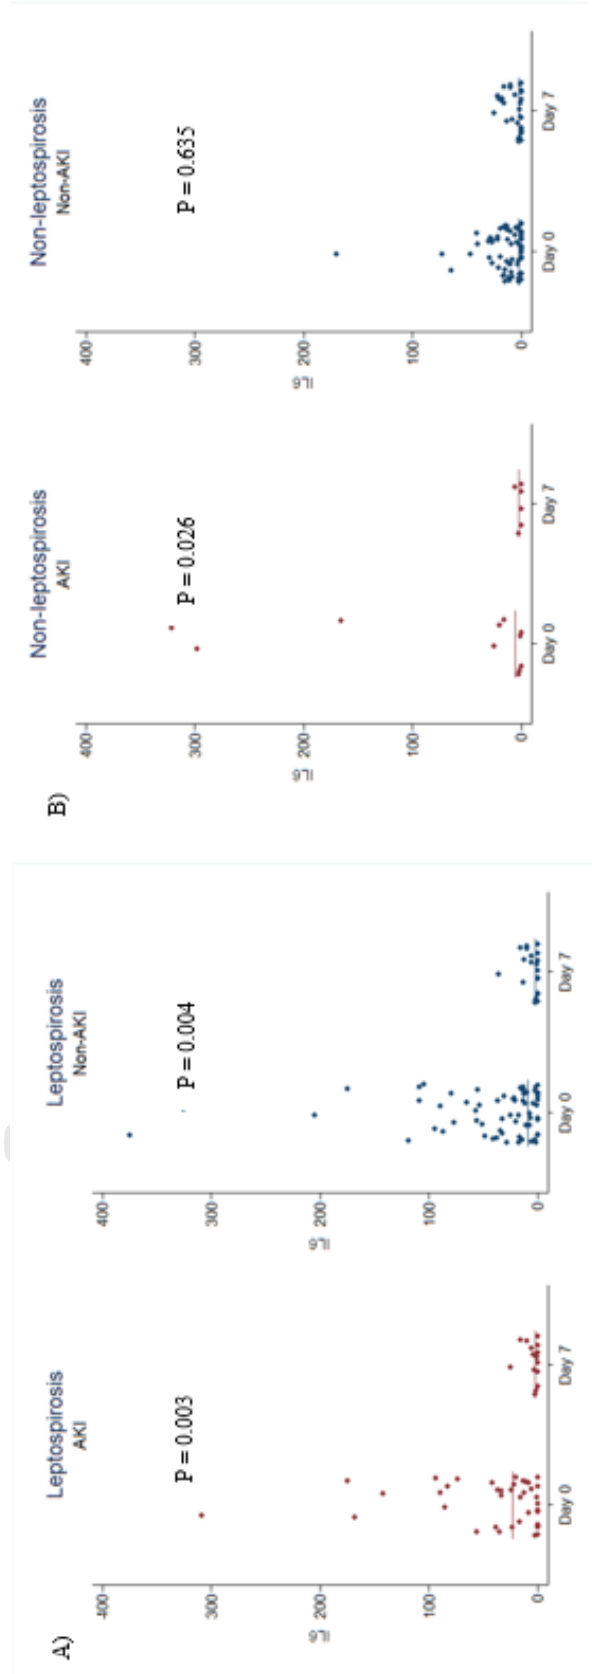 A)
Leptospirosis
AKI
P = 0.003
400
300
200
100
0
IL6
Day 0
Day 7
Leptospirosis
Non-AKI
P = 0.004
400
300
200
100
0
IL6
Day 0
Day 7
B)
Non-leptospirosis
AKI
P = 0.026
400
300
200
100
0
IL6
Day 0
Day 7
Non-leptospirosis
Non-AKI
P = 0.635
400
300
200
100
0
IL6
Day 0
Day 7